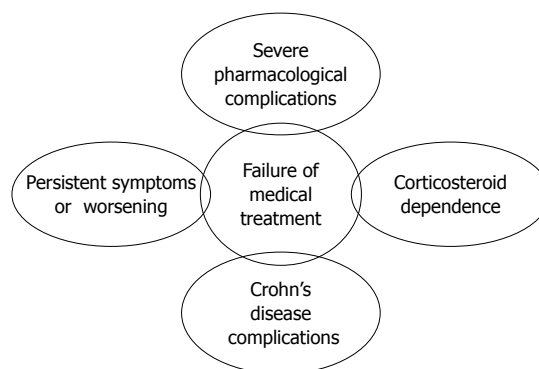 Severe
pharmacological
complications
Persistent symptoms
or worsening
Failure of
medical
treatment
Corticosteroid
dependence
Crohn's
disease
complications